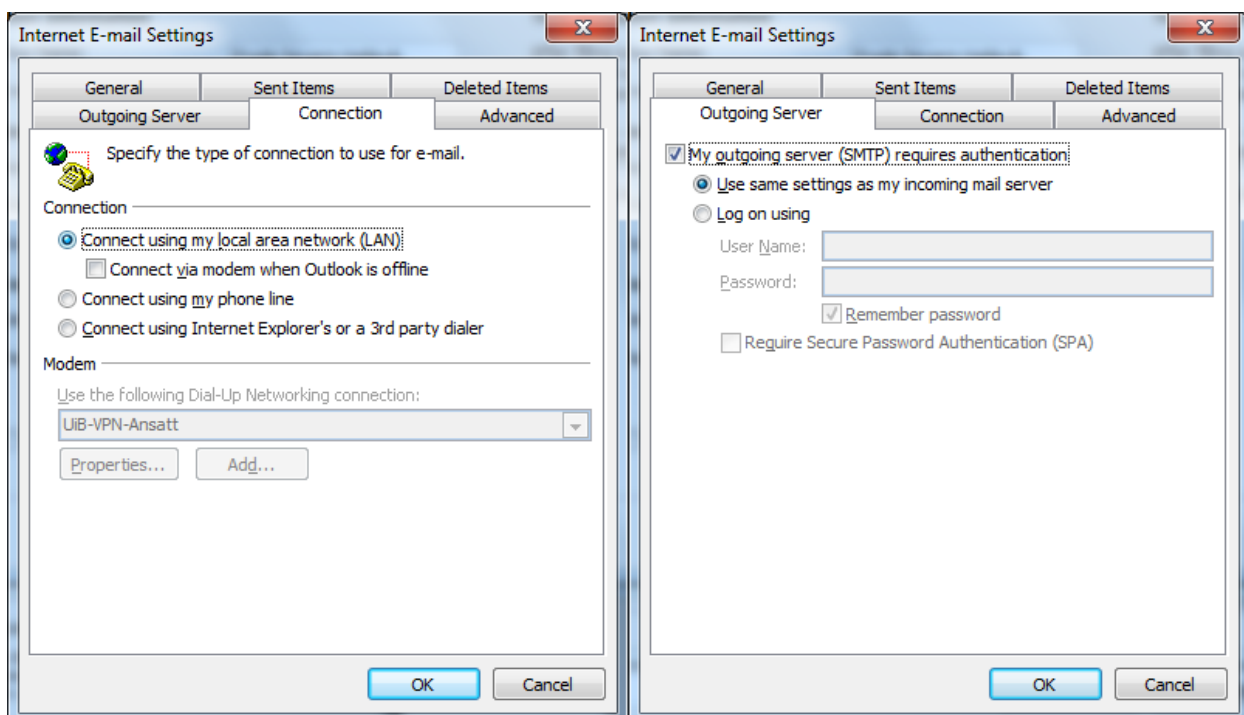 Internet E-mail Settings
General
Sent Items
Deleted Items
Outgoing Server
Connection
Advanced
Specify the type of connection to use for e-mail.
Connection
Connect using my local area network (LAN)
Connect via modem when Outlook is offline
Connect using my phone line
Connect using Internet Explorer's or a 3rd party dialer
Modem
Use the following Dial-Up Networking connection:
UiB-VPN-Ansatt
Properties...
Add...
OK
Cancel
Internet E-mail Settings
General
Sent Items
Deleted Items
Outgoing Server
Connection
Advanced
My outgoing server (SMTP) requires authentication
Use same settings as my incoming mail server
Log on using
User Name:
Password:
Remember password
Require Secure Password Authentication (SPA)
OK
Cancel